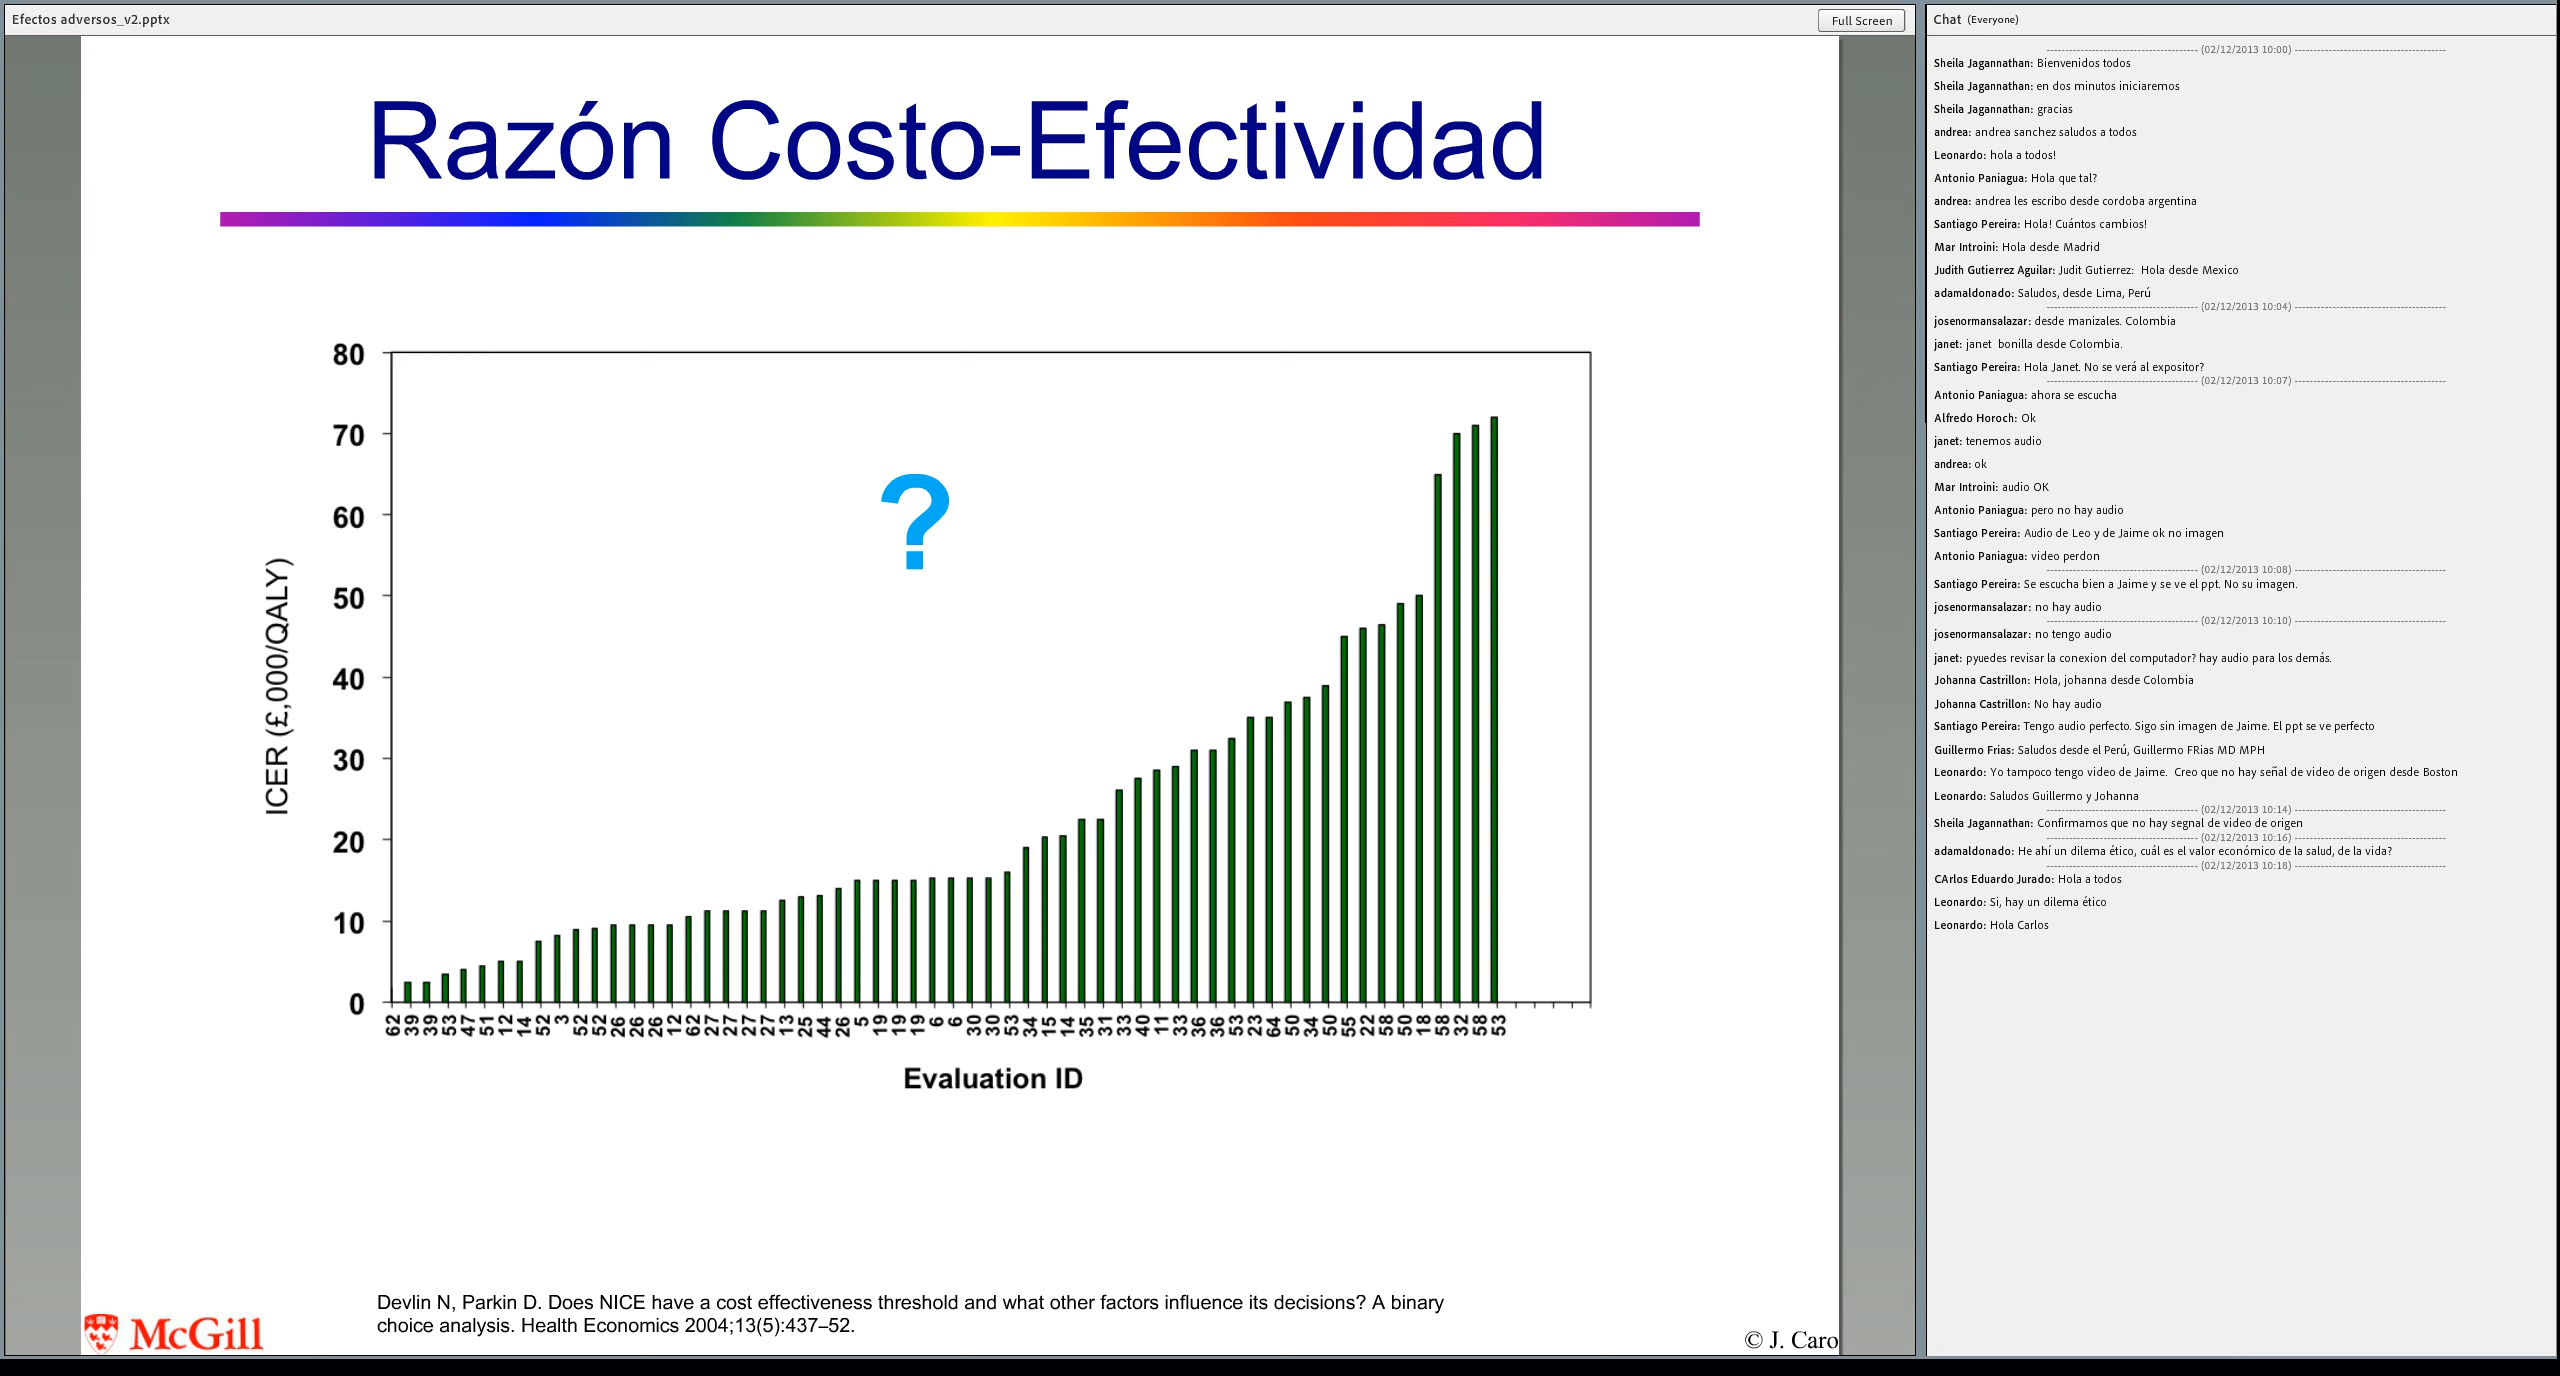 Efectos adversos_v2.pptx
Full Screen
Razón Costo-Efectividad
?
80
70
60
50
40
30
20
10
0
ICER (£,000/QALY)
62 39 39 53 47 51 12 14 52 3 52 52 26 26 26 12 62 27 27 27 27 13 25 44 26 5 19 19 19 6 6 30 30 53 34 15 14 35 31 33 40 11 33 36 36 53 23 64 50 34 50 55 22 58 50 18 58 32 58 53
Evaluation ID
Devlin N, Parkin D. Does NICE have a cost effectiveness threshold and what other factors influence its decisions? A binary
choice analysis. Health Economics 2004;13(5):437–52.
McGill
© J. Caro
Chat (Everyone)
(02/12/2013 10:00)
Sheila Jagannathan: Bienvenidos todos
Sheila Jagannathan: en dos minutos iniciaremos
Sheila Jagannathan: gracias
andrea: andrea sanchez saludos a todos
Leonardo: hola a todos!
Antonio Paniagua: Hola que tal?
andrea: andrea les escribo desde cordoba argentina
Santiago Pereira: Hola! Cuántos cambios!
Mar Introini: Hola desde Madrid
Judith Gutierrez Aguilar: Judit Gutierrez:  Hola desde Mexico
adamaldonado: Saludos, desde Lima, Perú
(02/12/2013 10:04)
josenormansalazar: desde manizales. Colombia
janet: janet  bonilla desde Colombia.
Santiago Pereira: Hola Janet. No se verá al expositor?
(02/12/2013 10:07)
Antonio Paniagua: ahora se escucha
Alfredo Horoch: Ok
janet: tenemos audio
andrea: ok
Mar Introini: audio OK
Antonio Paniagua: pero no hay audio
Santiago Pereira: Audio de Leo y de Jaime ok no imagen
Antonio Paniagua: video perdon
(02/12/2013 10:08)
Santiago Pereira: Se escucha bien a Jaime y se ve el ppt. No su imagen.
josenormansalazar: no hay audio
(02/12/2013 10:10)
josenormansalazar: no tengo audio
janet: pyuedes revisar la conexion del computador? hay audio para los demás.
Johanna Castrillon: Hola, johanna desde Colombia
Johanna Castrillon: No hay audio
Santiago Pereira: Tengo audio perfecto. Sigo sin imagen de Jaime. El ppt se ve perfecto
Guillermo Frias: Saludos desde el Perú, Guillermo FRias MD MPH
Leonardo: Yo tampoco tengo video de Jaime.  Creo que no hay señal de video de origen desde Boston
Leonardo: Saludos Guillermo y Johanna
(02/12/2013 10:14)
Sheila Jagannathan: Confirmamos que no hay segnal de video de origen
(02/12/2013 10:16)
adamaldonado: He ahí un dilema ético, cuál es el valor económico de la salud, de la vida?
(02/12/2013 10:18)
CArlos Eduardo Jurado: Hola a todos
Leonardo: Si, hay un dilema ético
Leonardo: Hola Carlos